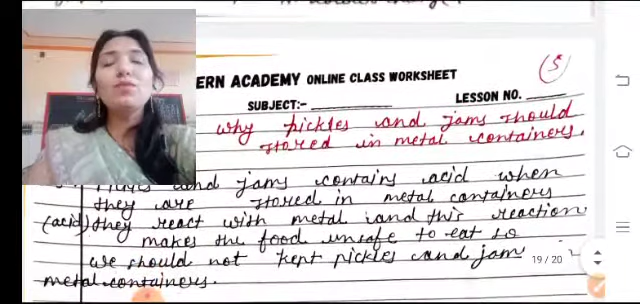 ERN ACADEMY ONLINE CLASS WORKSHEET
5
SUBJECT:- LESSON NO.
why pickles and jams should
stored in metal containers.
and jams contains acid when
they are stored in metal containers
(acid) they react with metal and this reaction
makes the food unsafe to eat so
we should not kept pickles and jam in
metal containers.
19 / 20